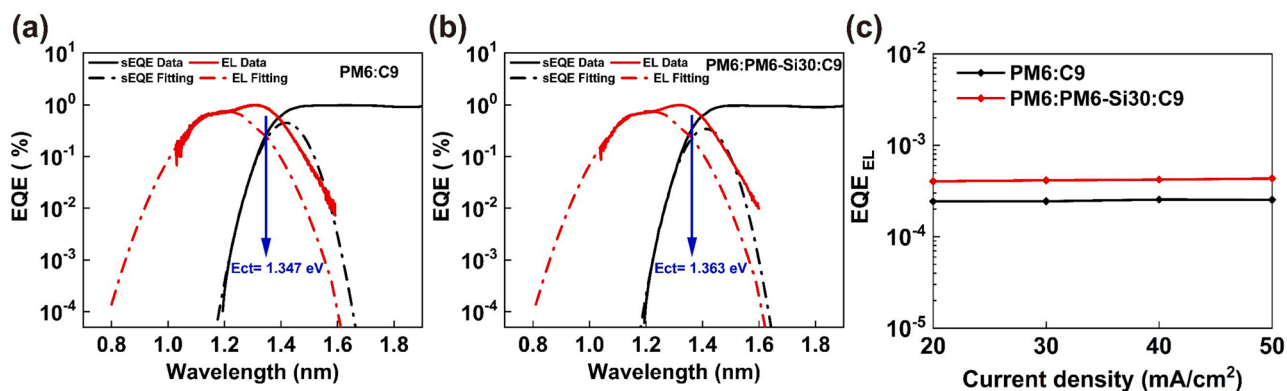 (a)
sEQE Data EL Data
sEQE Fitting EL Fitting
PM6:C9
EQE ( %)
10^1
10^0
10^-1
10^-2
10^-3
10^-4
Ect= 1.347 eV
0.8 1.0 1.2 1.4 1.6 1.8
Wavelength (nm)
(b)
sEQE Data EL Data
sEQE Fitting EL Fitting
PM6:PM6-Si30:C9
EQE ( %)
10^1
10^0
10^-1
10^-2
10^-3
10^-4
Ect= 1.363 eV
0.8 1.0 1.2 1.4 1.6 1.8
Wavelength (nm)
(c)
PM6:C9
PM6:PM6-Si30:C9
EQE_EL
10^-2
10^-3
10^-4
10^-5
20 30 40 50
Current density (mA/cm²)